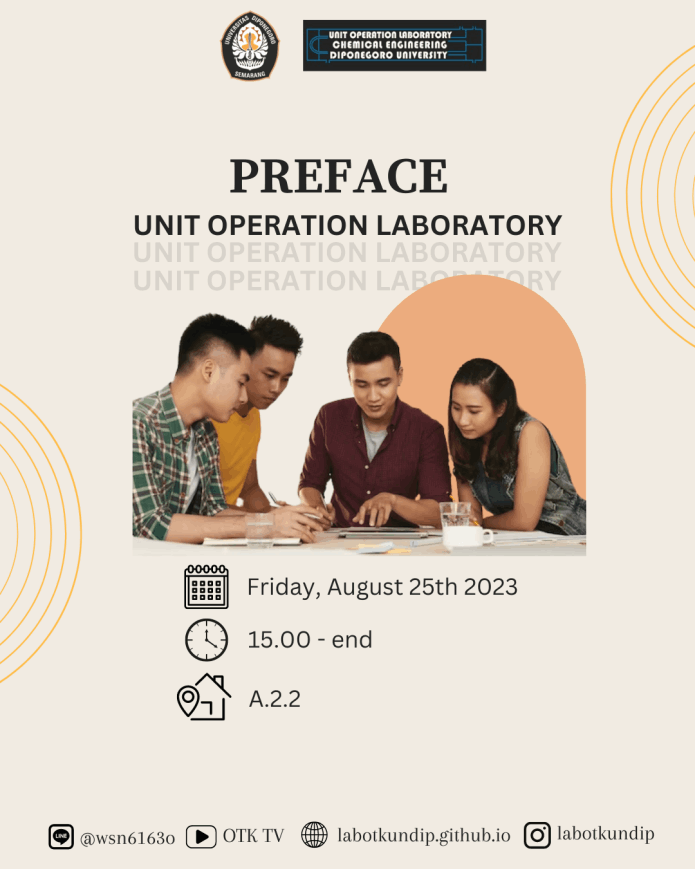 UNIVERSITAS DIPONEGORO
SEMARANG
UNIT OPERATION LABORATORY
CHEMICAL ENGINEERING
DIPONEGORO UNIVERSITY
PREFACE
UNIT OPERATION LABORATORY
UNIT OPERATION LABORATORY
UNIT OPERATION LABORATORY
Friday, August 25th 2023
15.00 - end
A.2.2
LINE
@wsn6163o
OTK TV
labotkundip.github.io
labotkundip